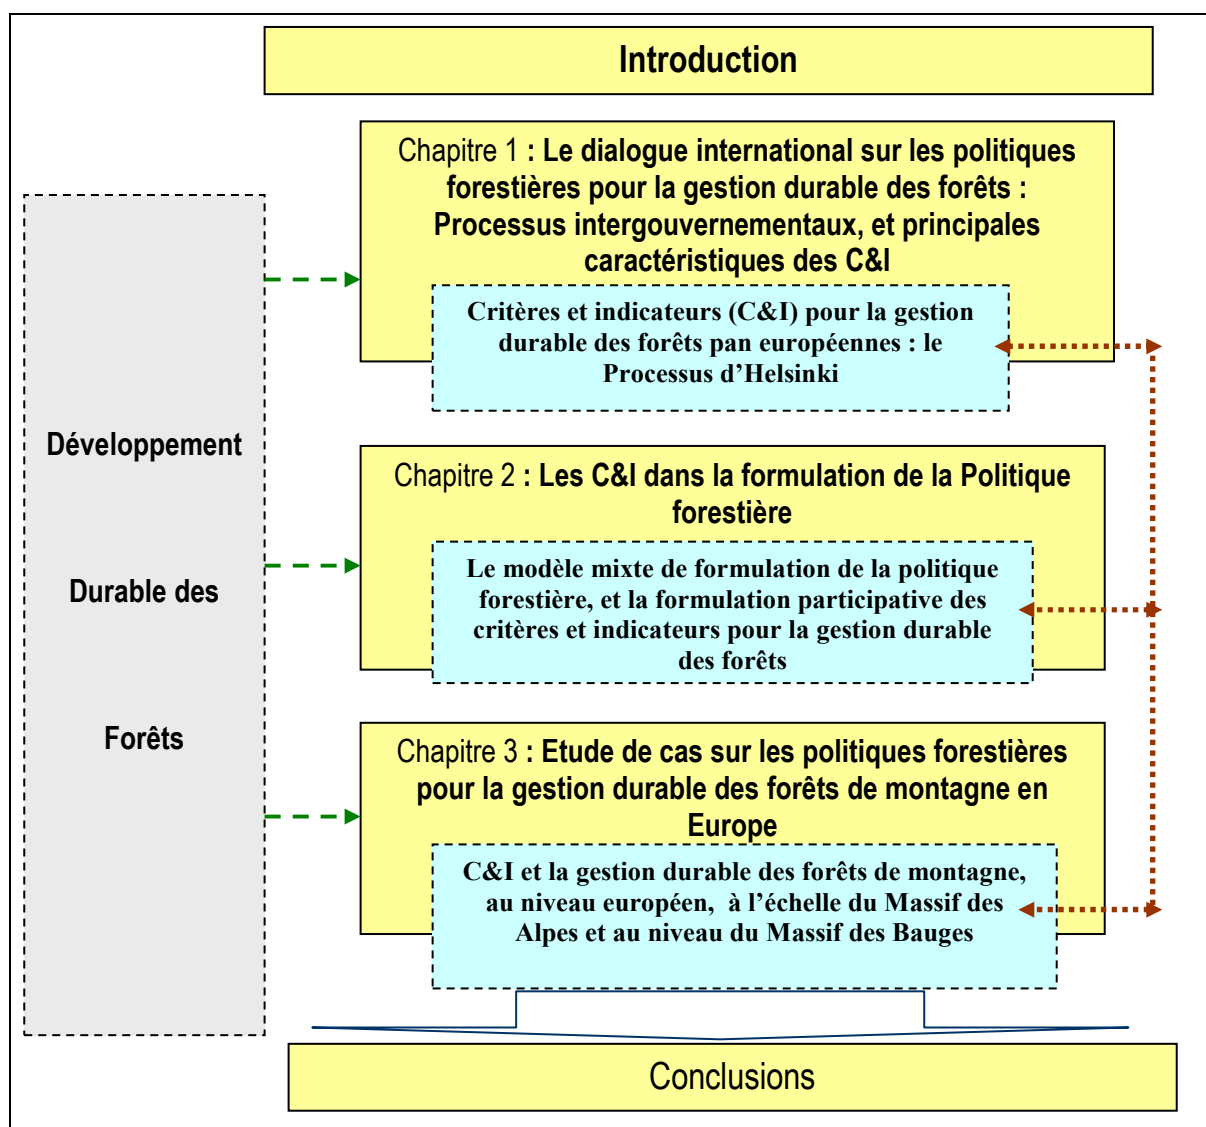 Introduction
Chapitre 1 : Le dialogue international sur les politiques
forestières pour la gestion durable des forêts :
Processus intergouvernementaux, et principales
caractéristiques des C&I
Critères et indicateurs (C&I) pour la gestion
durable des forêts pan européennes : le
Processus d’Helsinki
Développement
Durable des
Forêts
Chapitre 2 : Les C&I dans la formulation de la Politique
forestière
Le modèle mixte de formulation de la politique
forestière, et la formulation participative des
critères et indicateurs pour la gestion durable
des forêts
Chapitre 3 : Etude de cas sur les politiques forestières
pour la gestion durable des forêts de montagne en
Europe
C&I et la gestion durable des forêts de montagne,
au niveau européen, à l’échelle du Massif des
Alpes et au niveau du Massif des Bauges
Conclusions